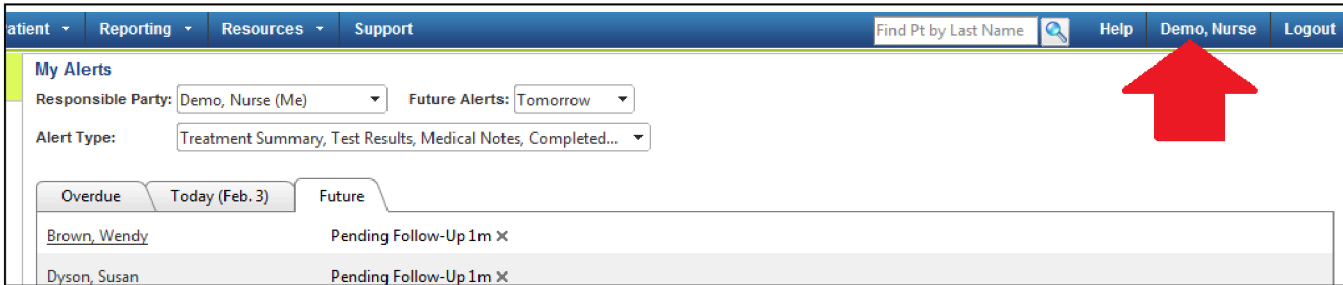 atient Reporting Resources Support Find Pt by Last Name Help Demo, Nurse Logout
My Alerts
Responsible Party: Demo, Nurse (Me) Future Alerts: Tomorrow
Alert Type: Treatment Summary, Test Results, Medical Notes, Completed...
Overdue Today (Feb. 3) Future
Brown, Wendy Pending Follow-Up 1m ×
Dyson, Susan Pending Follow-Up 1m ×